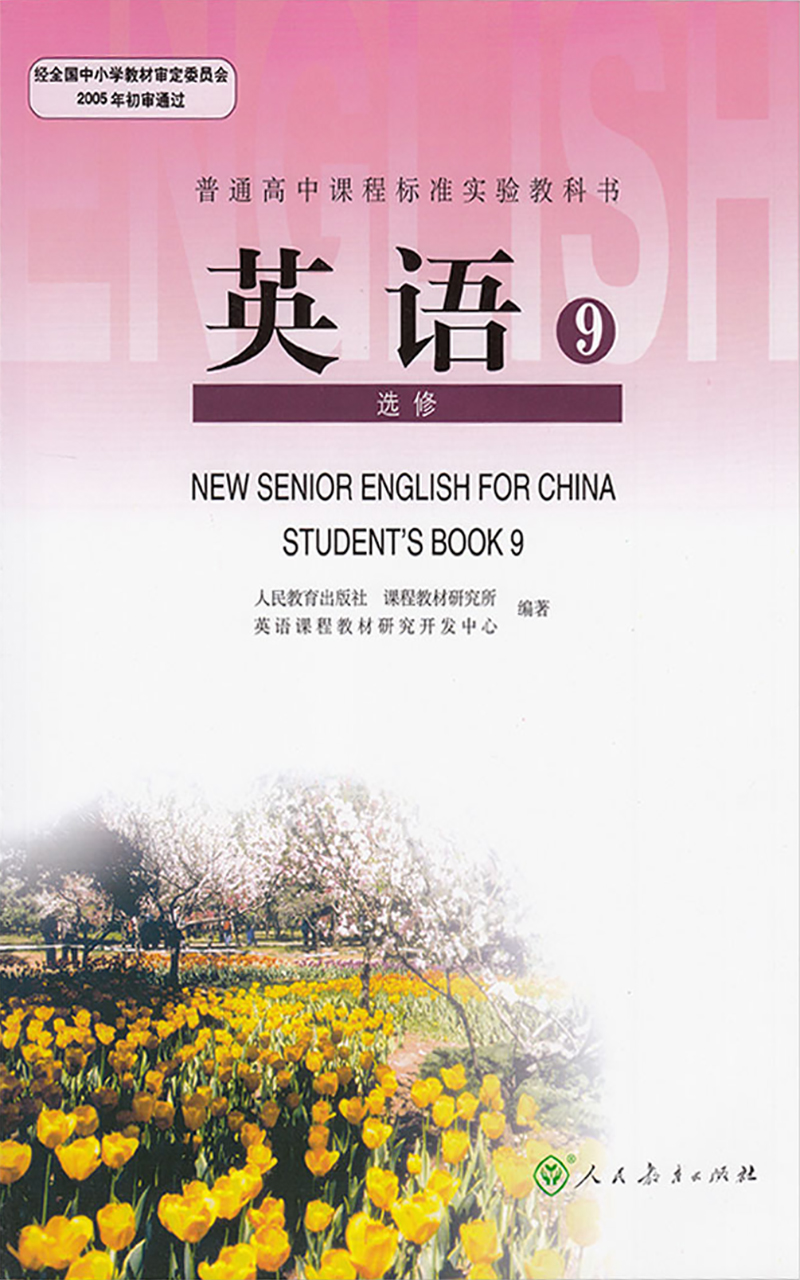 ENGLISH
经全国中小学教材审定委员会
2005年初审通过
普通高中课程标准实验教科书
英语 9
选修
NEW SENIOR ENGLISH FOR CHINA
STUDENT'S BOOK 9
人民教育出版社 课程教材研究所
英语课程教材研究开发中心 编著
人民教育出版社